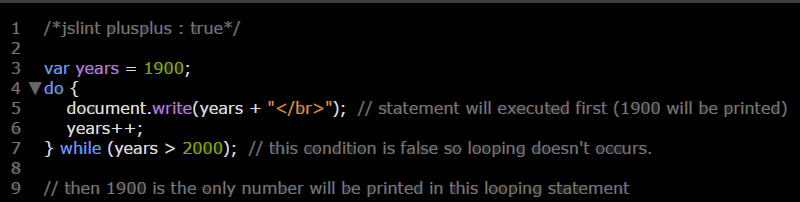 1 /*jslint plusplus : true*/
2
3 var years = 1900;
4 do {
5 document.write(years + "</br>"); // statement will executed first (1900 will be printed)
6 years++;
7 } while (years > 2000); // this condition is false so looping doesn't occurs.
8
9 // then 1900 is the only number will be printed in this looping statement